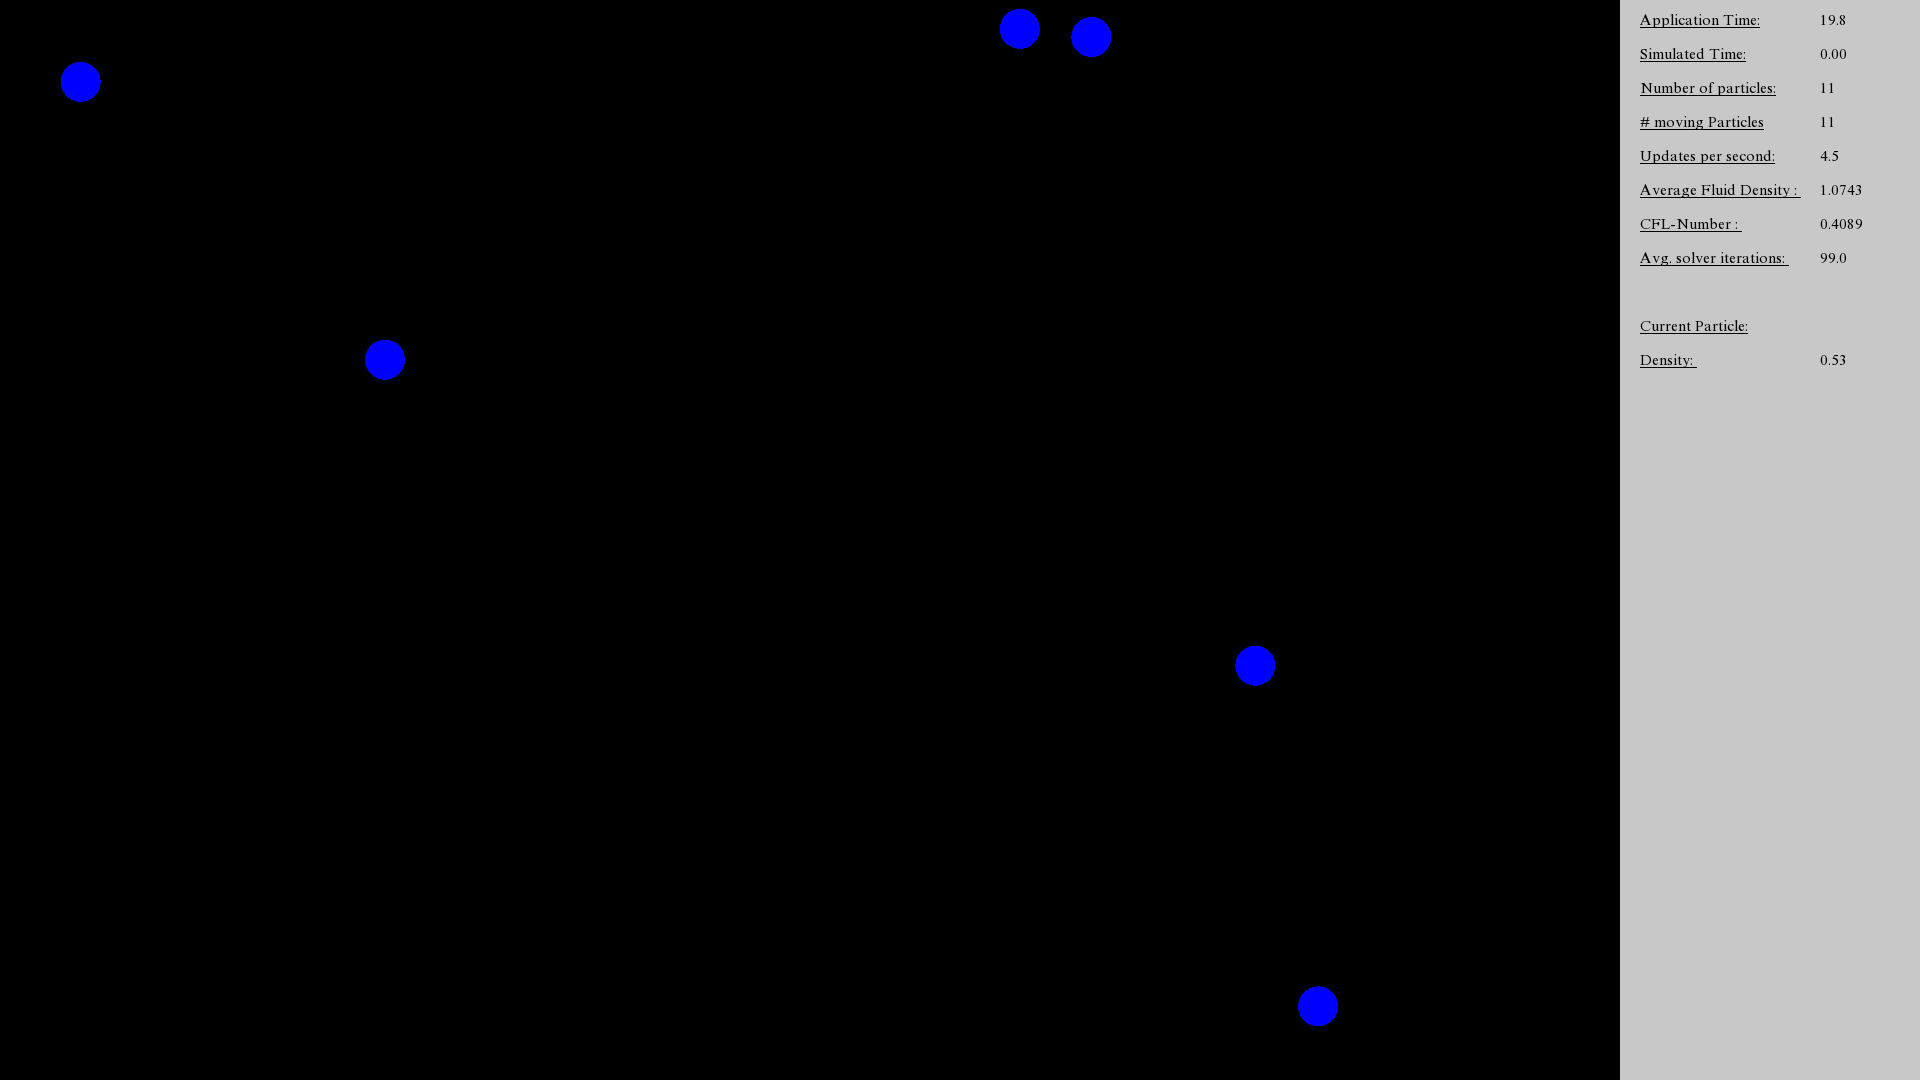 Application Time: 19.8
Simulated Time: 0.00
Number of particles: 11
# moving Particles 11
Updates per second: 4.5
Average Fluid Density : 1.0743
CFL-Number : 0.4089
Avg. solver iterations: 99.0
Current Particle:
Density: 0.53